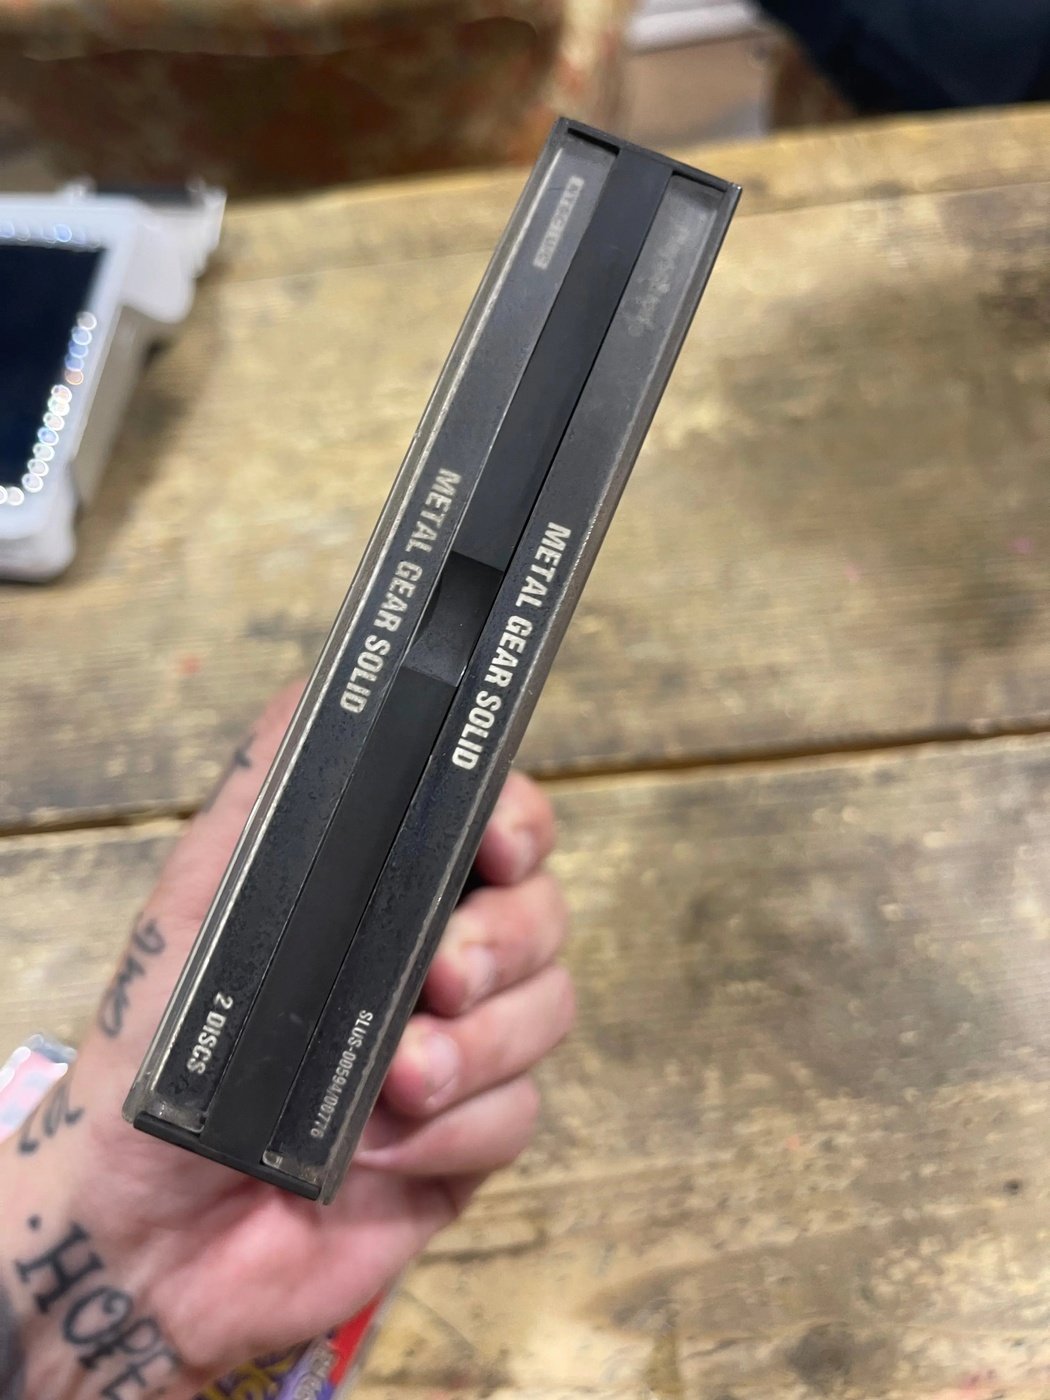 METAL GEAR SOLID
2 DISCS
METAL GEAR SOLID
SLUS-00594/00776
HOPE